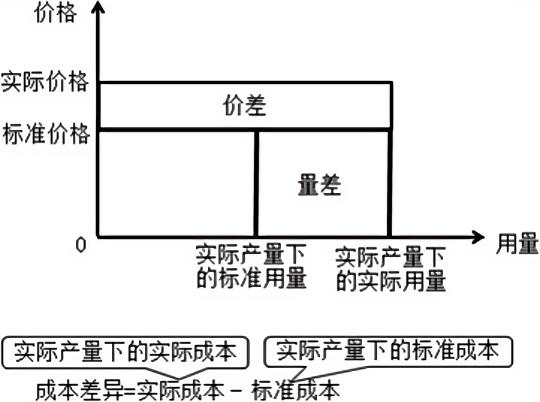 价格
实际价格
价差
标准价格
量差
0
用量
实际产量下
的标准用量
实际产量下
的实际用量
实际产量下的实际成本
实际产量下的标准成本
成本差异=实际成本－标准成本